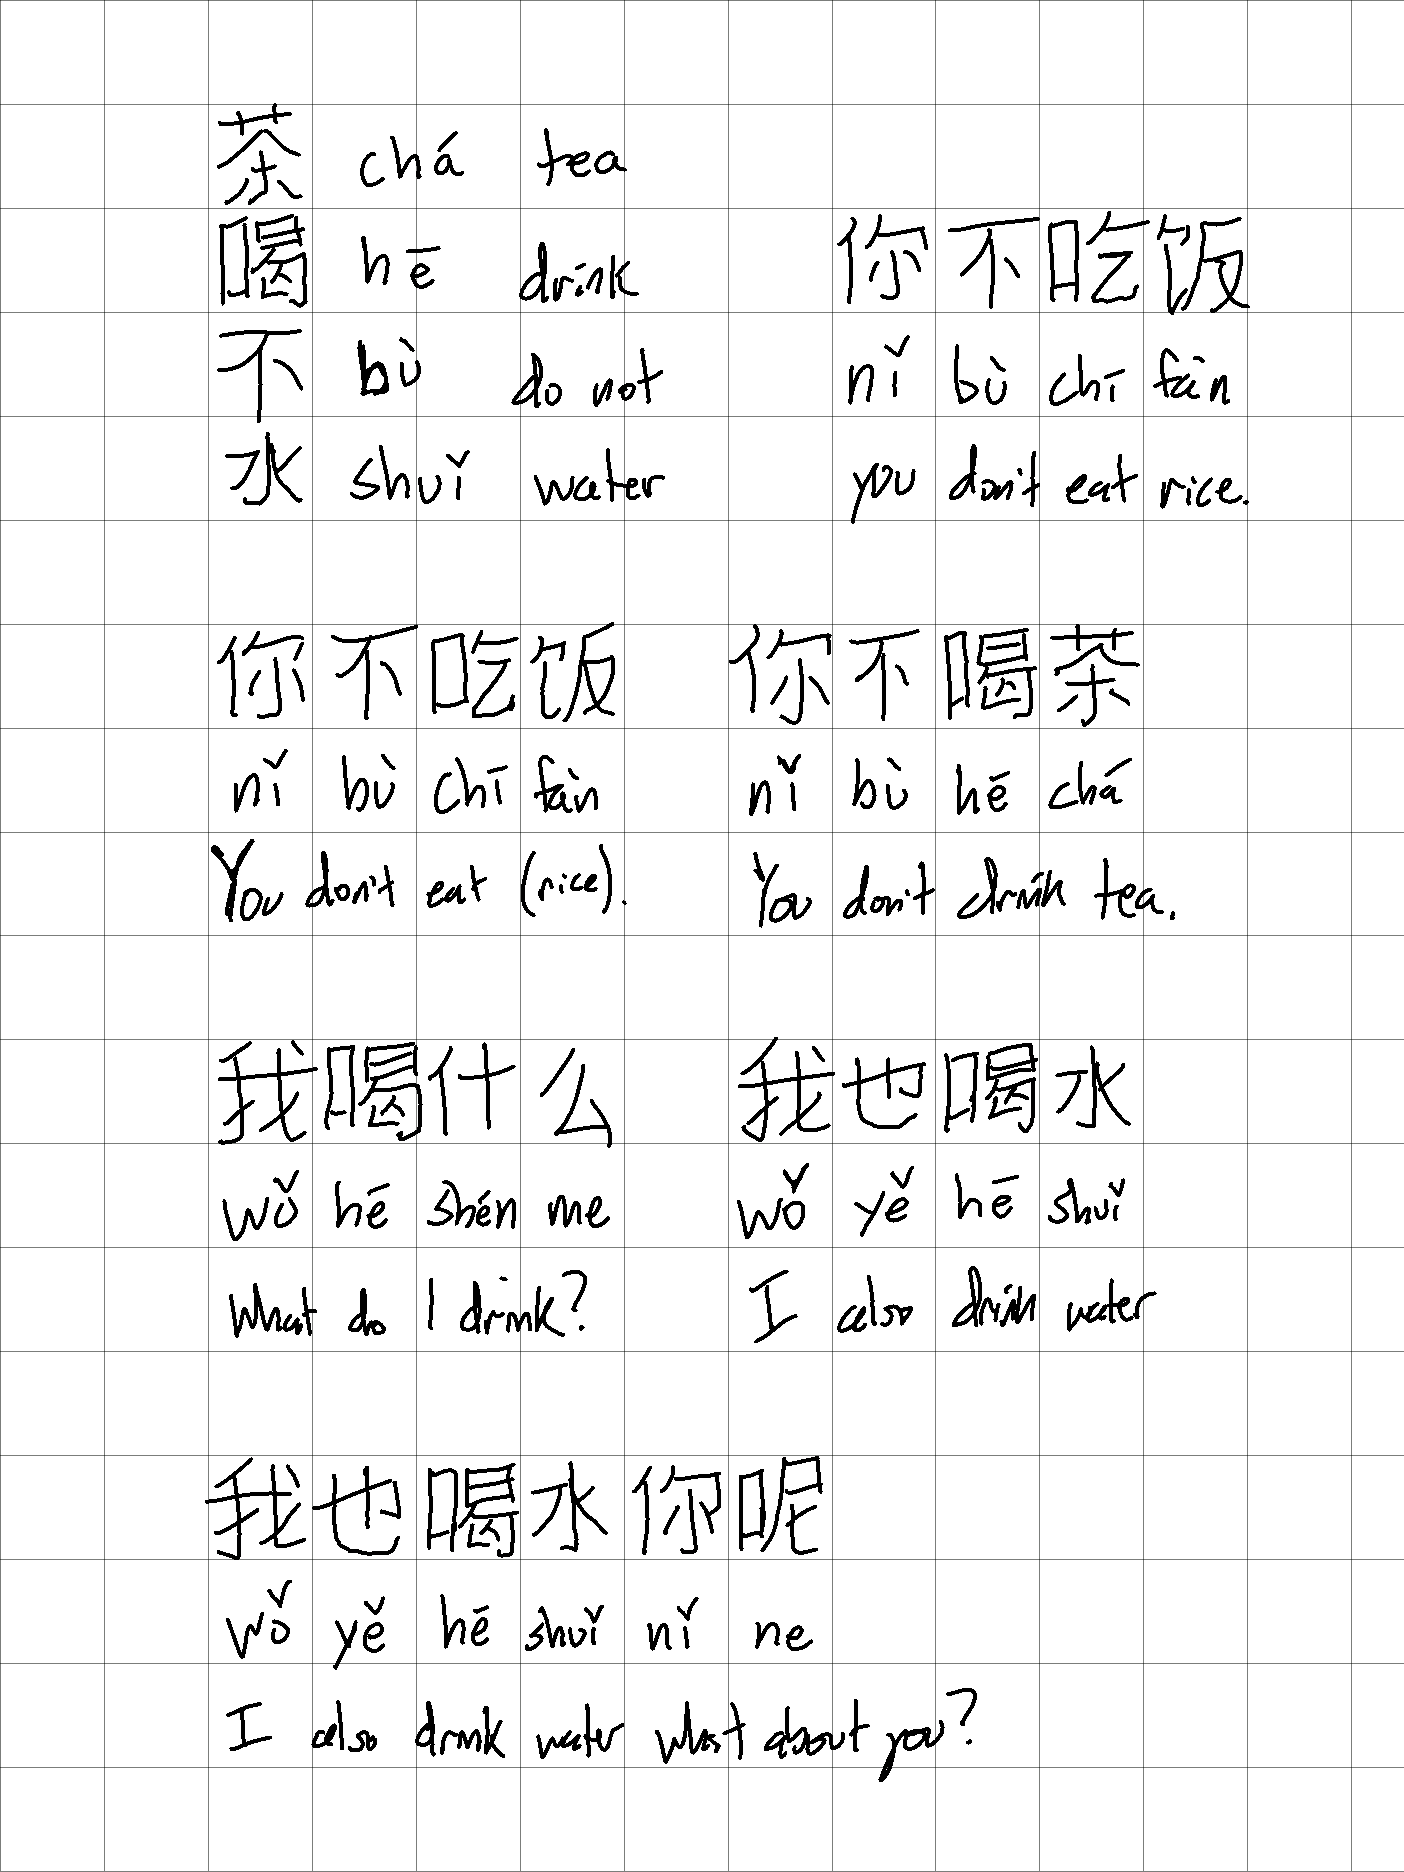 茶 chá tea
喝 hē drink
不 bù do not
水 shuǐ water
你不吃饭
nǐ bù chī fàn
you don't eat rice.
你不吃饭
nǐ bù chī fàn
You don't eat (rice).
你不喝茶
nǐ bù hē chá
You don't drink tea.
我喝什么
wǒ hē shén me
What do I drink?
我也喝水
wǒ yě hē shuǐ
I also drink water
我也喝水你呢
wǒ yě hē shuǐ nǐ ne
I also drink water what about you?